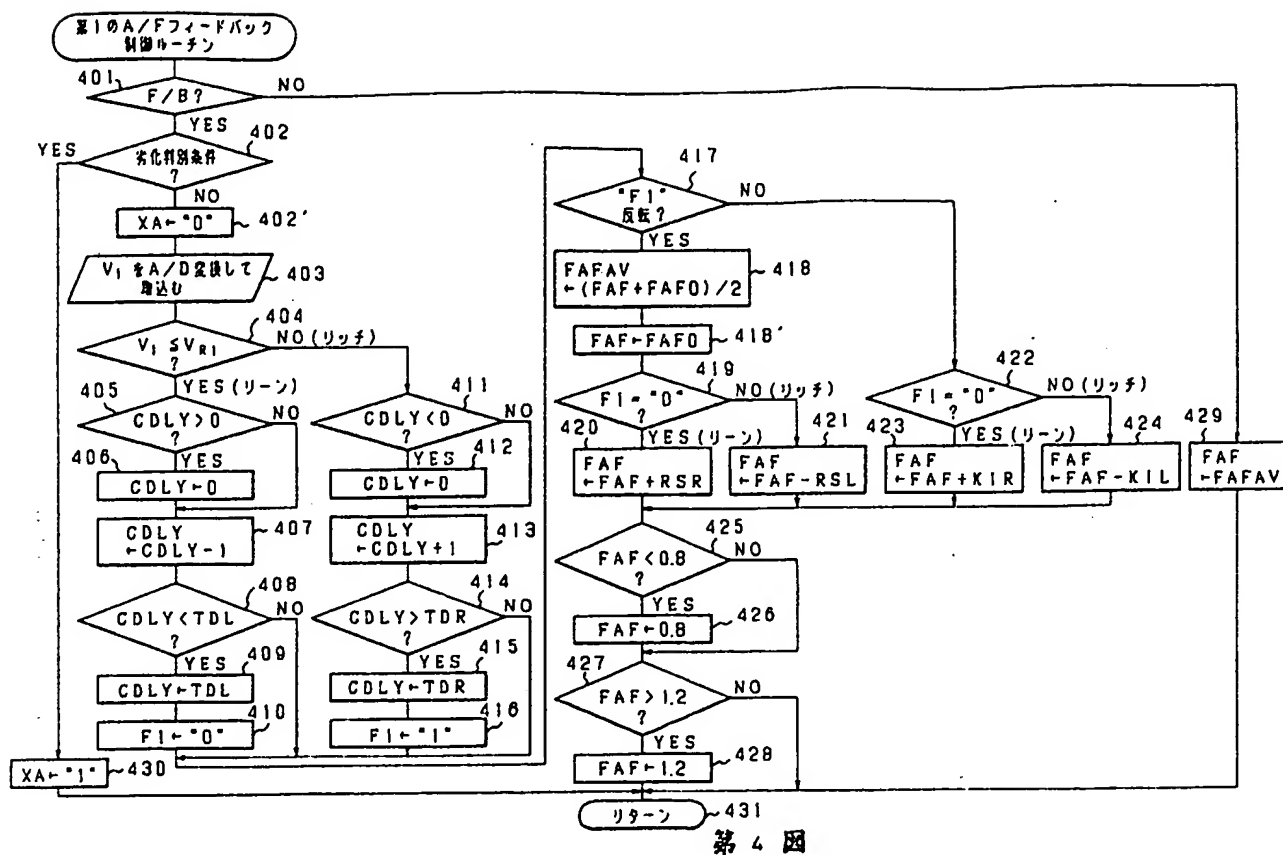 第1のA/Fフィードバック
制御ルーチン
401
F/B?
NO
YES
402
YES
劣化判別条件
?
NO
XA←"0"
402'
V1をA/D変換して
取込む
403
404
V1≦VR1
?
NO(リッチ)
YES(リーン)
405
CDLY>0
?
NO
YES
406
CDLY←0
407
CDLY
←CDLY-1
408
CDLY<TDL
?
NO
YES
409
CDLY←TDL
410
F1←"0"
411
CDLY<0
?
NO
YES
412
CDLY←0
CDLY
←CDLY+1
413
414
CDLY>TDR
?
NO
YES
415
CDLY←TDR
416
F1←"1"
XA←"1"
430
417
"F1"
反転?
NO
YES
FAFAV
←(FAF+FAF0)/2
418
FAF←FAF0
418'
419
F1="0"
?
NO(リッチ)
YES(リーン)
420
FAF
←FAF+RSR
421
FAF
←FAF-RSL
422
F1="0"
?
NO(リッチ)
YES(リーン)
423
FAF
←FAF+KIR
424
FAF
←FAF-KIL
429
FAF
←FAFAV
425
FAF<0.8
?
NO
YES
FAF←0.8
426
427
FAF>1.2
?
NO
YES
FAF←1.2
428
リターン
431
第4図